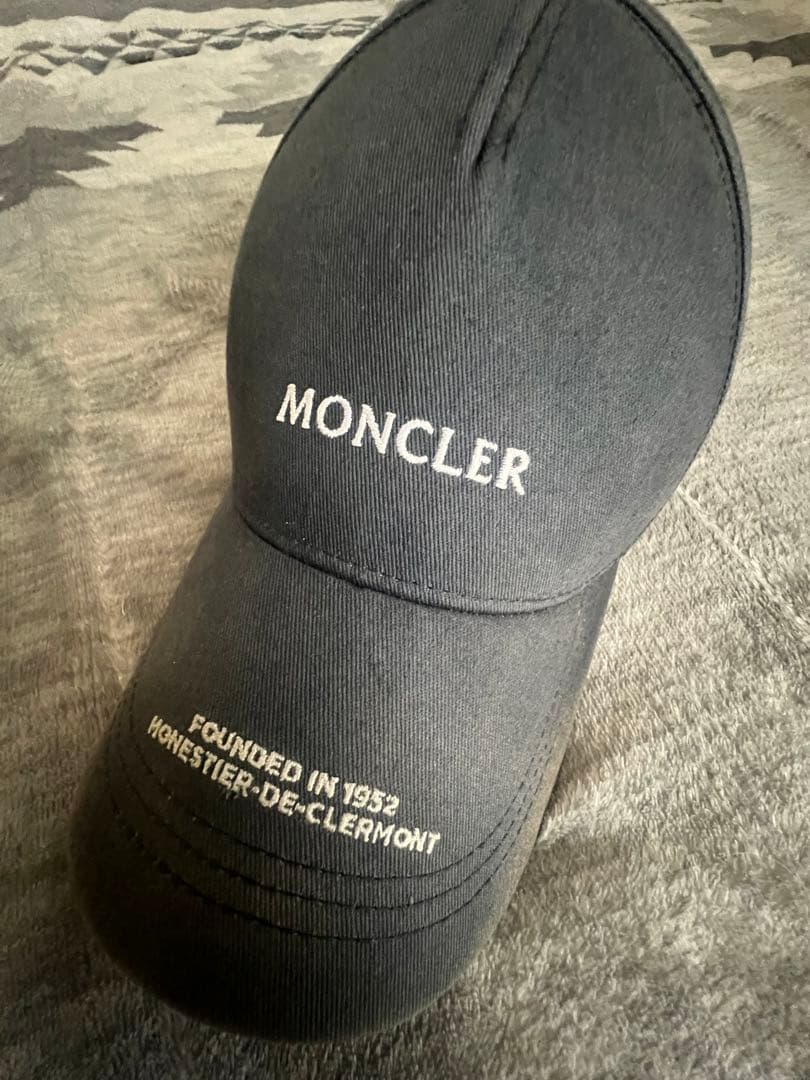 MONCLER
FOUNDED IN 1952
MONESTIER-DE-CLERMONT